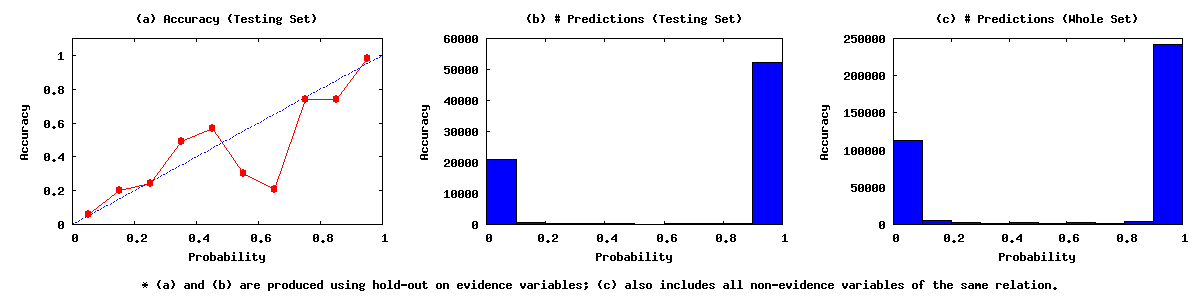 (a) Accuracy (Testing Set)
Accuracy
1
0.8
0.6
0.4
0.2
0
0 0.2 0.4 0.6 0.8 1
Probability
(b) # Predictions (Testing Set)
Accuracy
60000
50000
40000
30000
20000
10000
0
0 0.2 0.4 0.6 0.8 1
Probability
(c) # Predictions (Whole Set)
Accuracy
250000
200000
150000
100000
50000
0
0 0.2 0.4 0.6 0.8 1
Probability
* (a) and (b) are produced using hold-out on evidence variables; (c) also includes all non-evidence variables of the same relation.